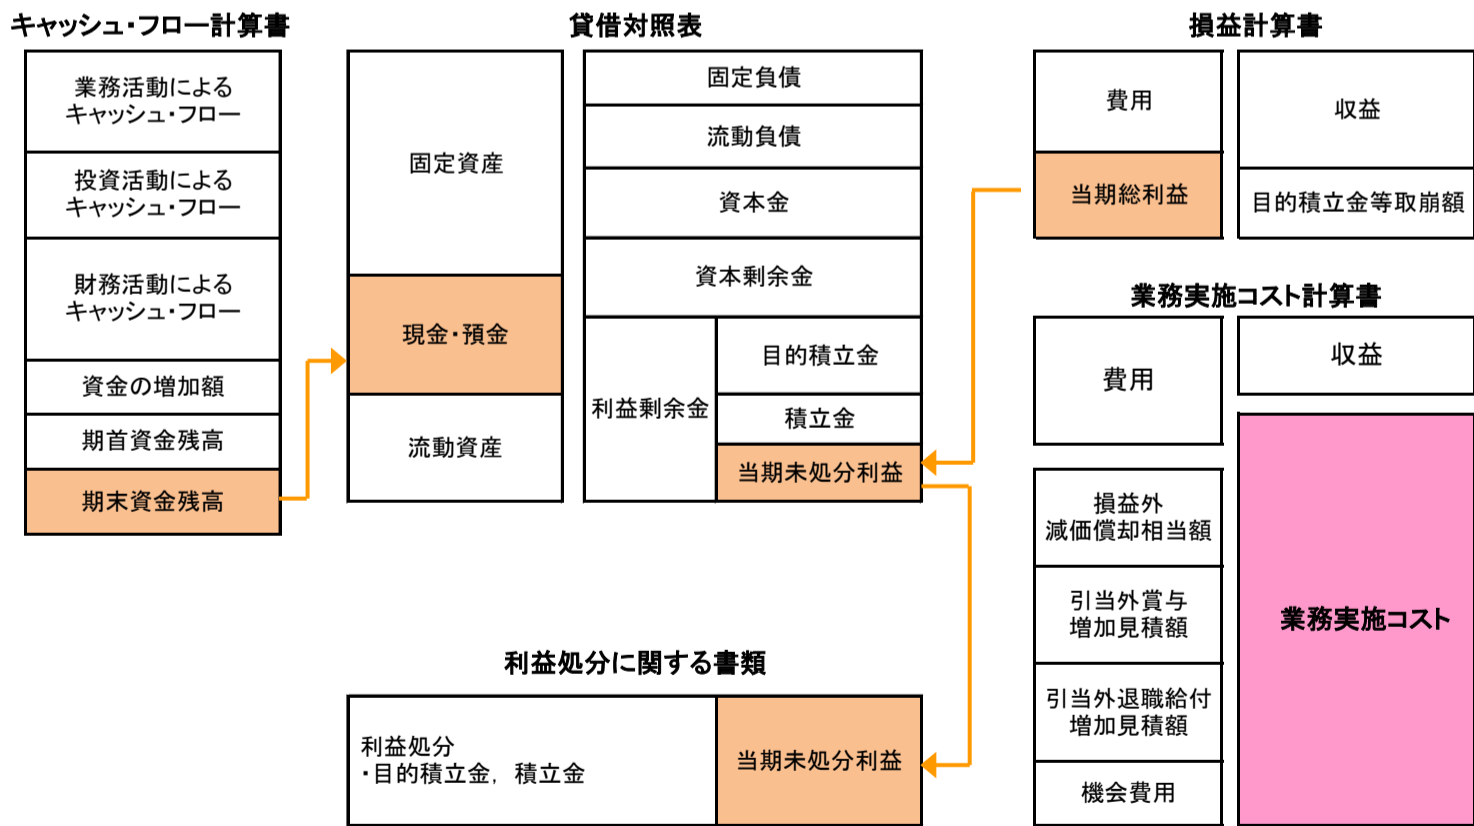 キャッシュ・フロー計算書
業務活動による
キャッシュ・フロー
投資活動による
キャッシュ・フロー
財務活動による
キャッシュ・フロー
資金の増加額
期首資金残高
期末資金残高
貸借対照表
固定資産
現金・預金
流動資産
固定負債
流動負債
資本金
資本剰余金
利益剰余金
目的積立金
積立金
当期未処分利益
損益計算書
費用
当期総利益
収益
目的積立金等取崩額
業務実施コスト計算書
費用
損益外
減価償却相当額
引当外賞与
増加見積額
引当外退職給付
増加見積額
機会費用
収益
業務実施コスト
利益処分に関する書類
利益処分
・目的積立金，積立金
当期未処分利益